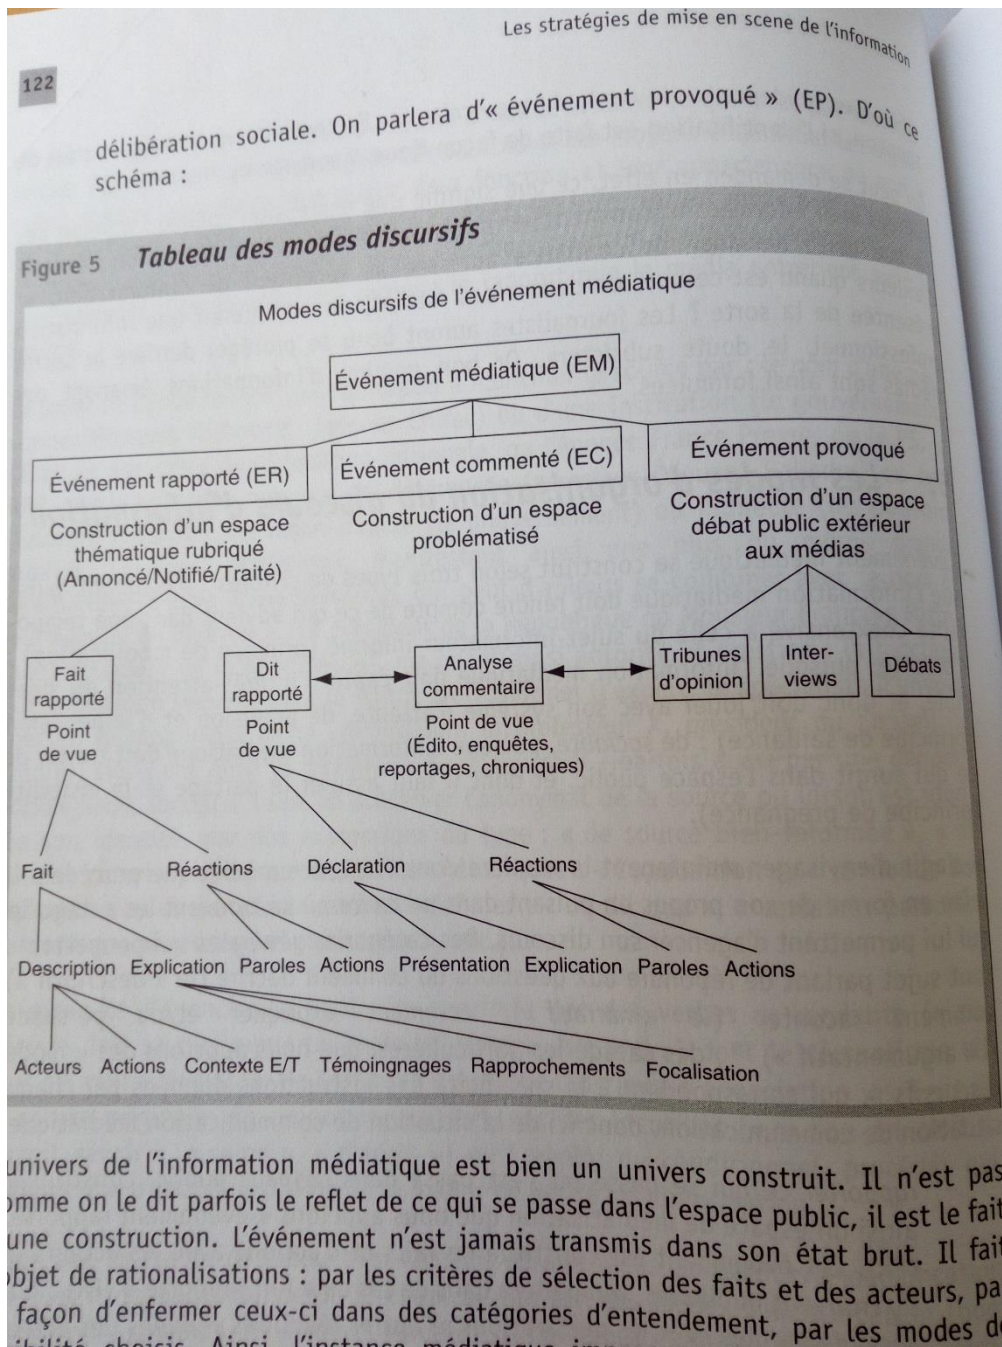 Les stratégies de mise en scene de l'information
122
délibération sociale. On parlera d'« événement provoqué » (EP). D'où ce
schéma :
Figure 5 Tableau des modes discursifs
Modes discursifs de l'événement médiatique
Événement médiatique (EM)
Événement rapporté (ER)
Événement commenté (EC)
Événement provoqué
Construction d'un espace
thématique rubriqué
(Annoncé/Notifié/Traité)
Construction d'un espace
problématisé
Construction d'un espace
débat public extérieur
aux médias
Fait
rapporté
Dit
rapporté
Analyse
commentaire
Tribunes
d'opinion
Inter-
views
Débats
Point
de vue
Point
de vue
Point de vue
(Édito, enquêtes,
reportages, chroniques)
Fait Réactions Déclaration Réactions
Description Explication Paroles Actions Présentation Explication Paroles Actions
Acteurs Actions Contexte E/T Témoingnages Rapprochements Focalisation
univers de l'information médiatique est bien un univers construit. Il n'est pas
omme on le dit parfois le reflet de ce qui se passe dans l'espace public, il est le fait
une construction. L'événement n'est jamais transmis dans son état brut. Il fait
objet de rationalisations : par les critères de sélection des faits et des acteurs, pa
façon d'enfermer ceux-ci dans des catégories d'entendement, par les modes de
choisis. Ainsi, l'instance médiatique